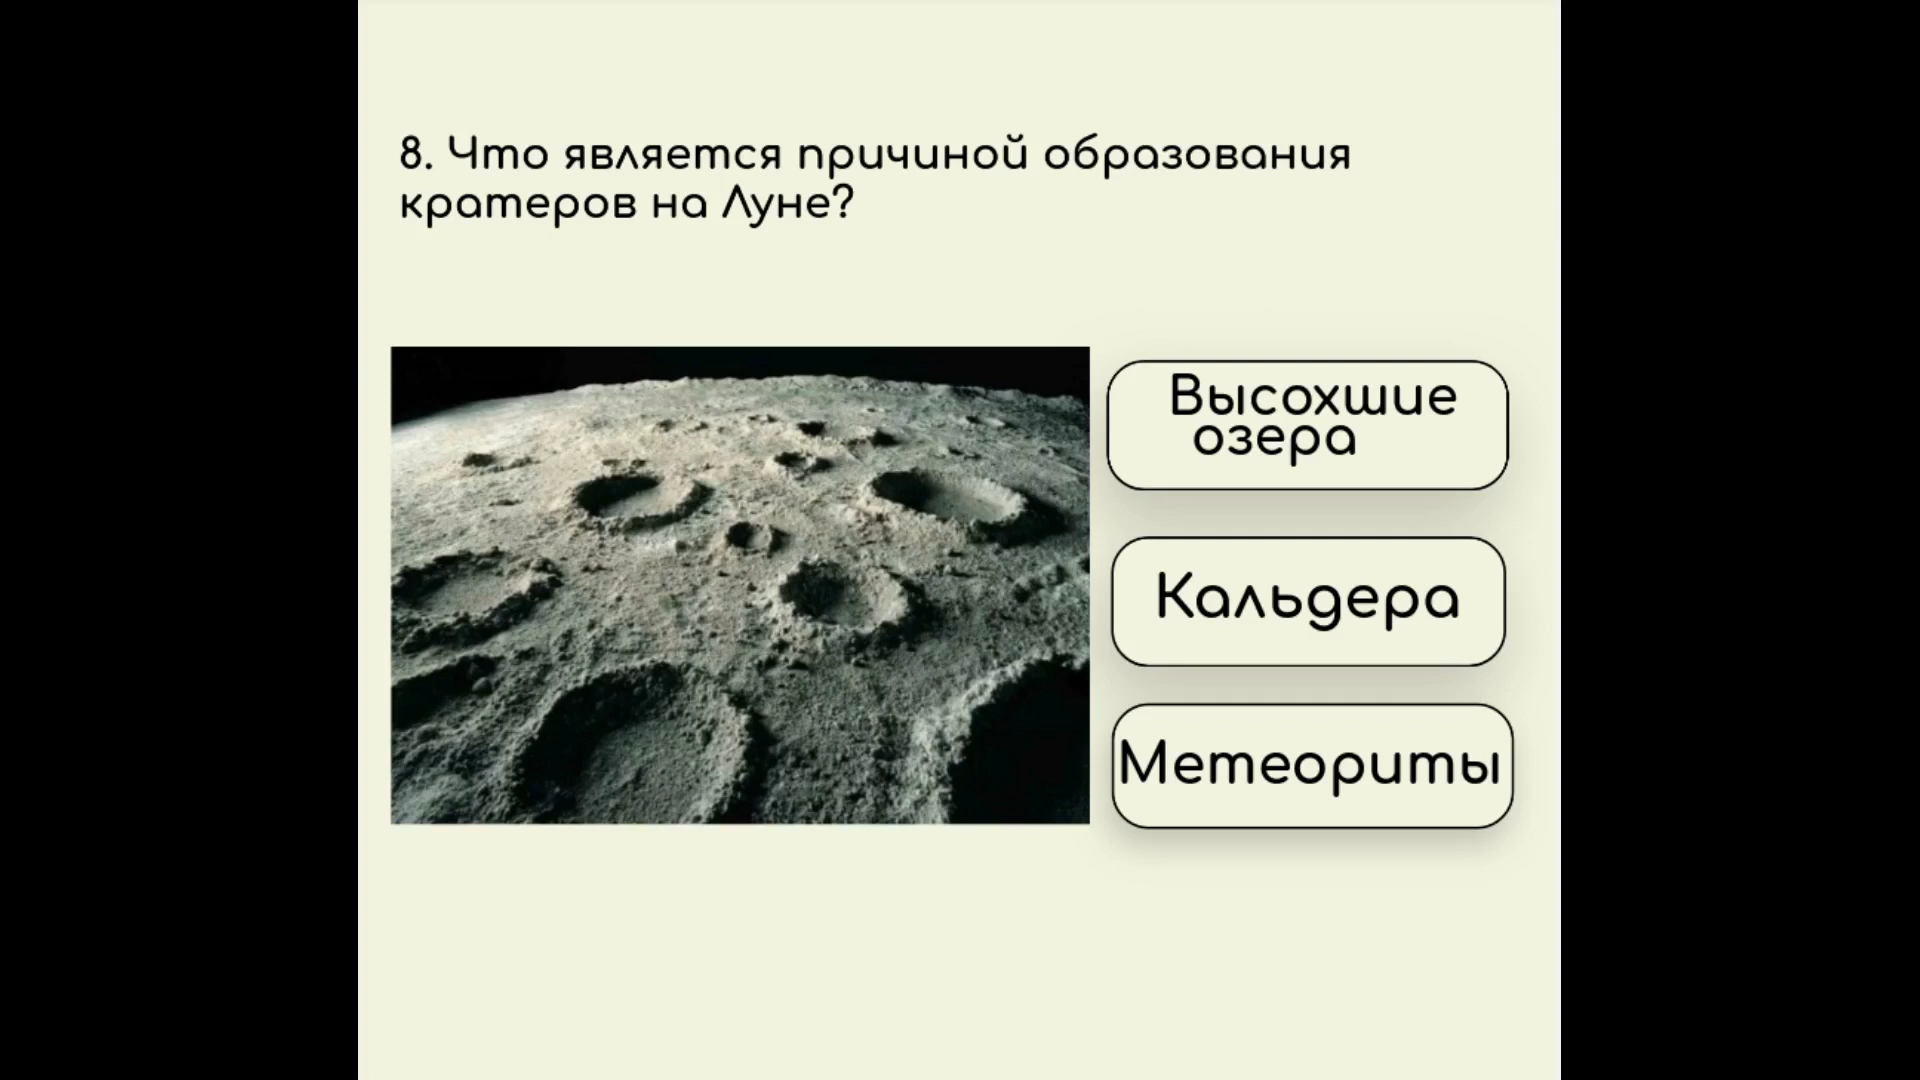 8. Что является причиной образования
кратеров на Луне?
Высохшие
озера
Кальдера
Метеориты